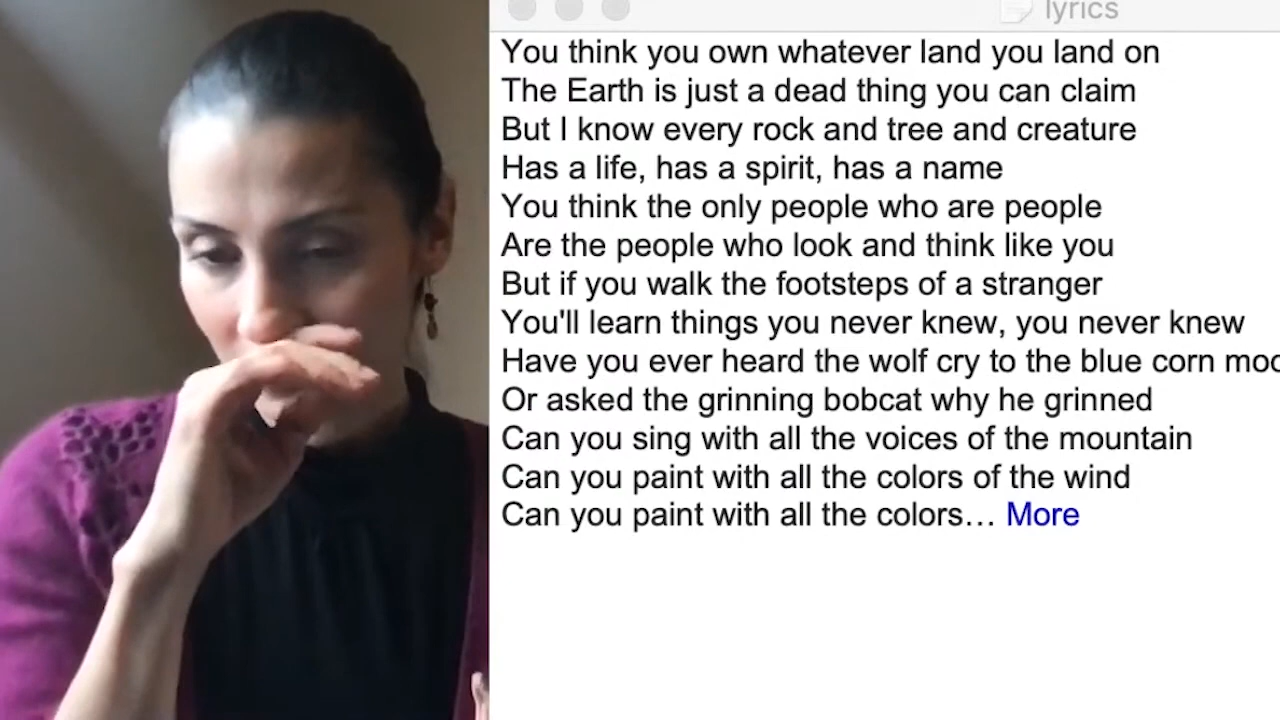 lyrics
You think you own whatever land you land on
The Earth is just a dead thing you can claim
But I know every rock and tree and creature
Has a life, has a spirit, has a name
You think the only people who are people
Are the people who look and think like you
But if you walk the footsteps of a stranger
You'll learn things you never knew, you never knew
Have you ever heard the wolf cry to the blue corn
Or asked the grinning bobcat why he grinned
Can you sing with all the voices of the mountain
Can you paint with all the colors of the wind
Can you paint with all the colors… More